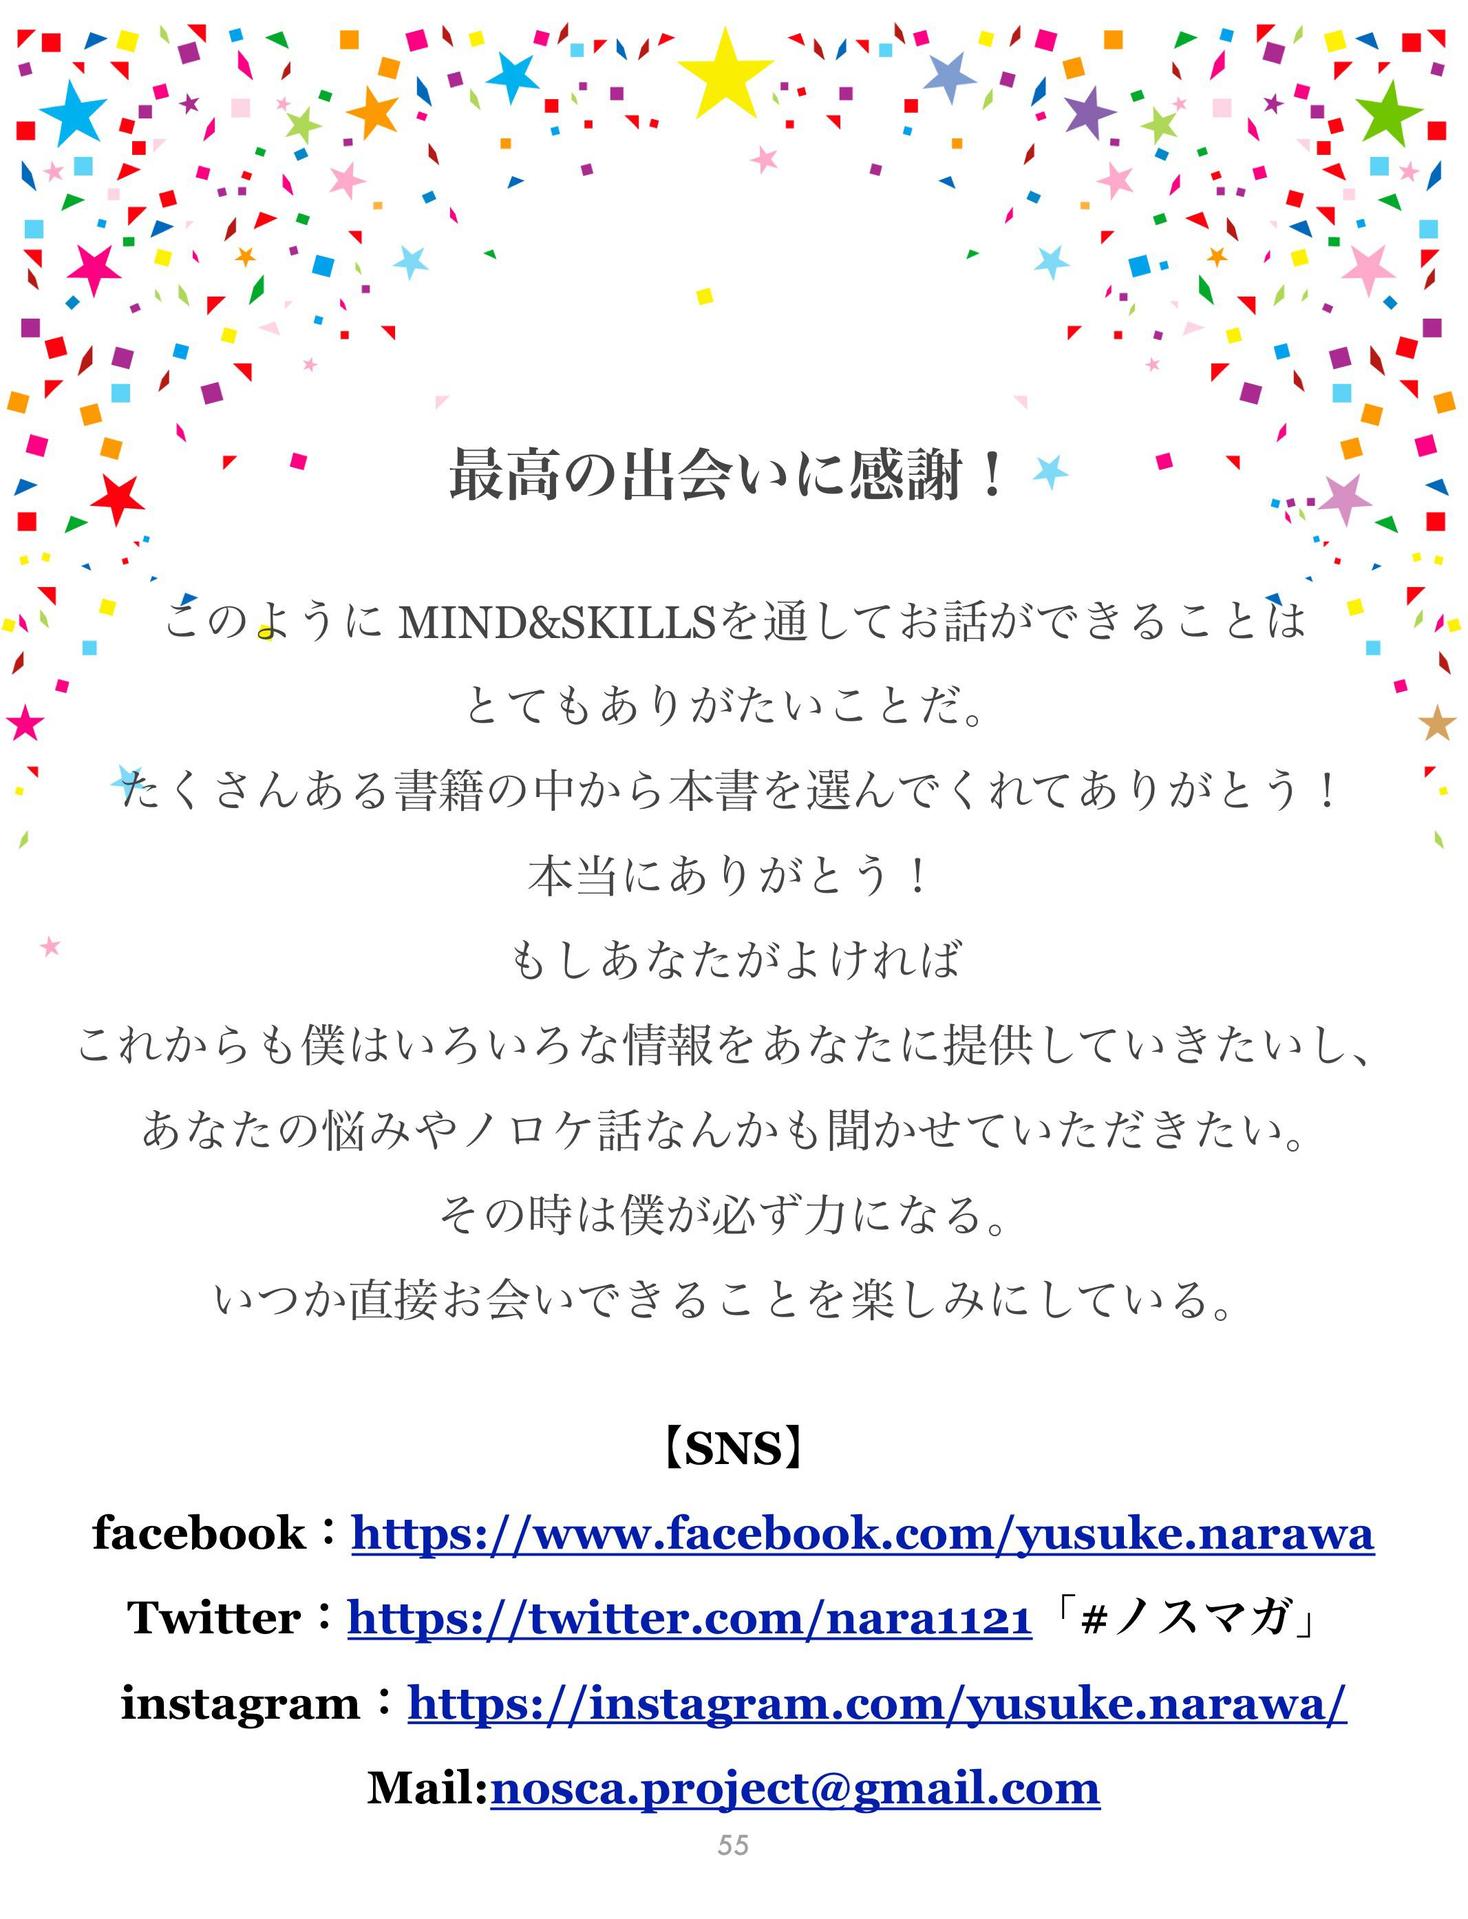 最高の出会いに感謝！
このように MIND&SKILLSを通してお話ができることは
とてもありがたいことだ。
たくさんある書籍の中から本書を選んでくれてありがとう！
本当にありがとう！
もしあなたがよければ
これからも僕はいろいろな情報をあなたに提供していきたいし、
あなたの悩みやノロケ話なんかも聞かせていただきたい。
その時は僕が必ず力になる。
いつか直接お会いできることを楽しみにしている。
【SNS】
facebook：https://www.facebook.com/yusuke.narawa
Twitter：https://twitter.com/nara1121「#ノスマガ」
instagram：https://instagram.com/yusuke.narawa/
Mail:nosca.project@gmail.com
55